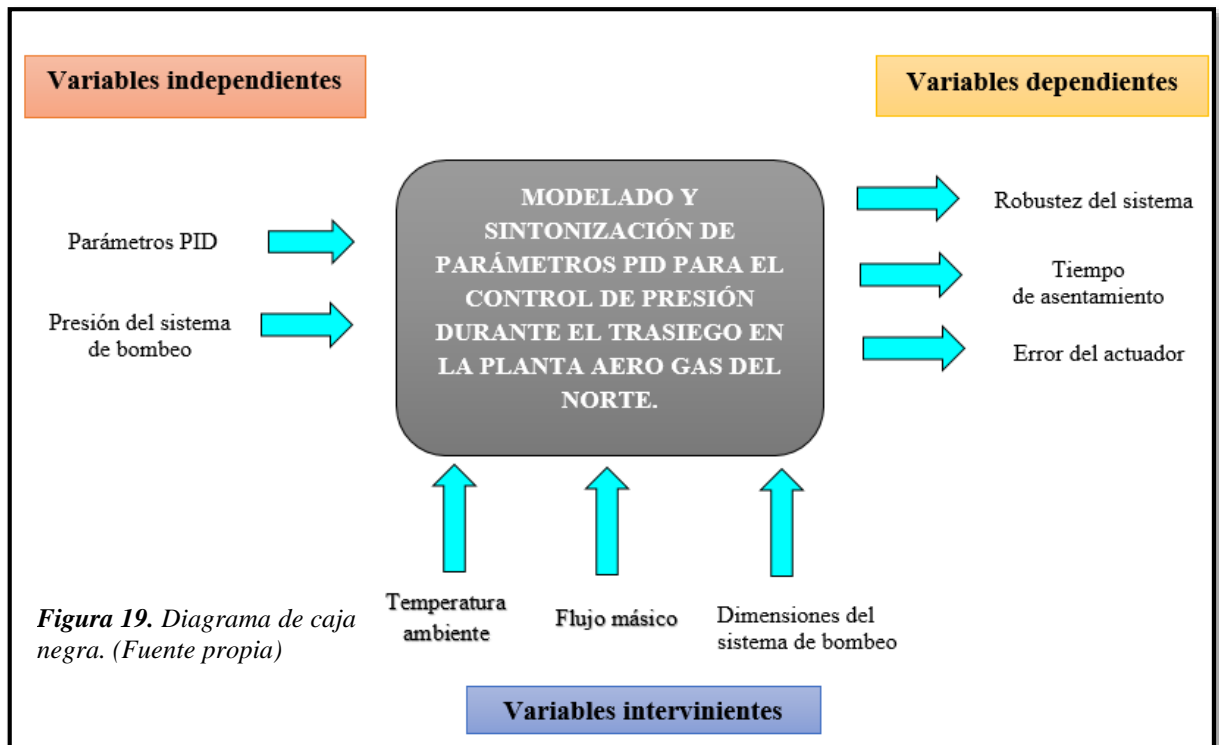 Variables independientes
Variables dependientes
Parámetros PID
Presión del sistema
de bombeo
MODELADO Y
SINTONIZACIÓN DE
PARÁMETROS PID PARA EL
CONTROL DE PRESIÓN
DURANTE EL TRASIEGO EN
LA PLANTA AERO GAS DEL
NORTE.
Robustez del sistema
Tiempo
de asentamiento
Error del actuador
Temperatura
ambiente
Flujo másico
Dimensiones del
sistema de bombeo
Figura 19. Diagrama de caja
negra. (Fuente propia)
Variables intervinientes